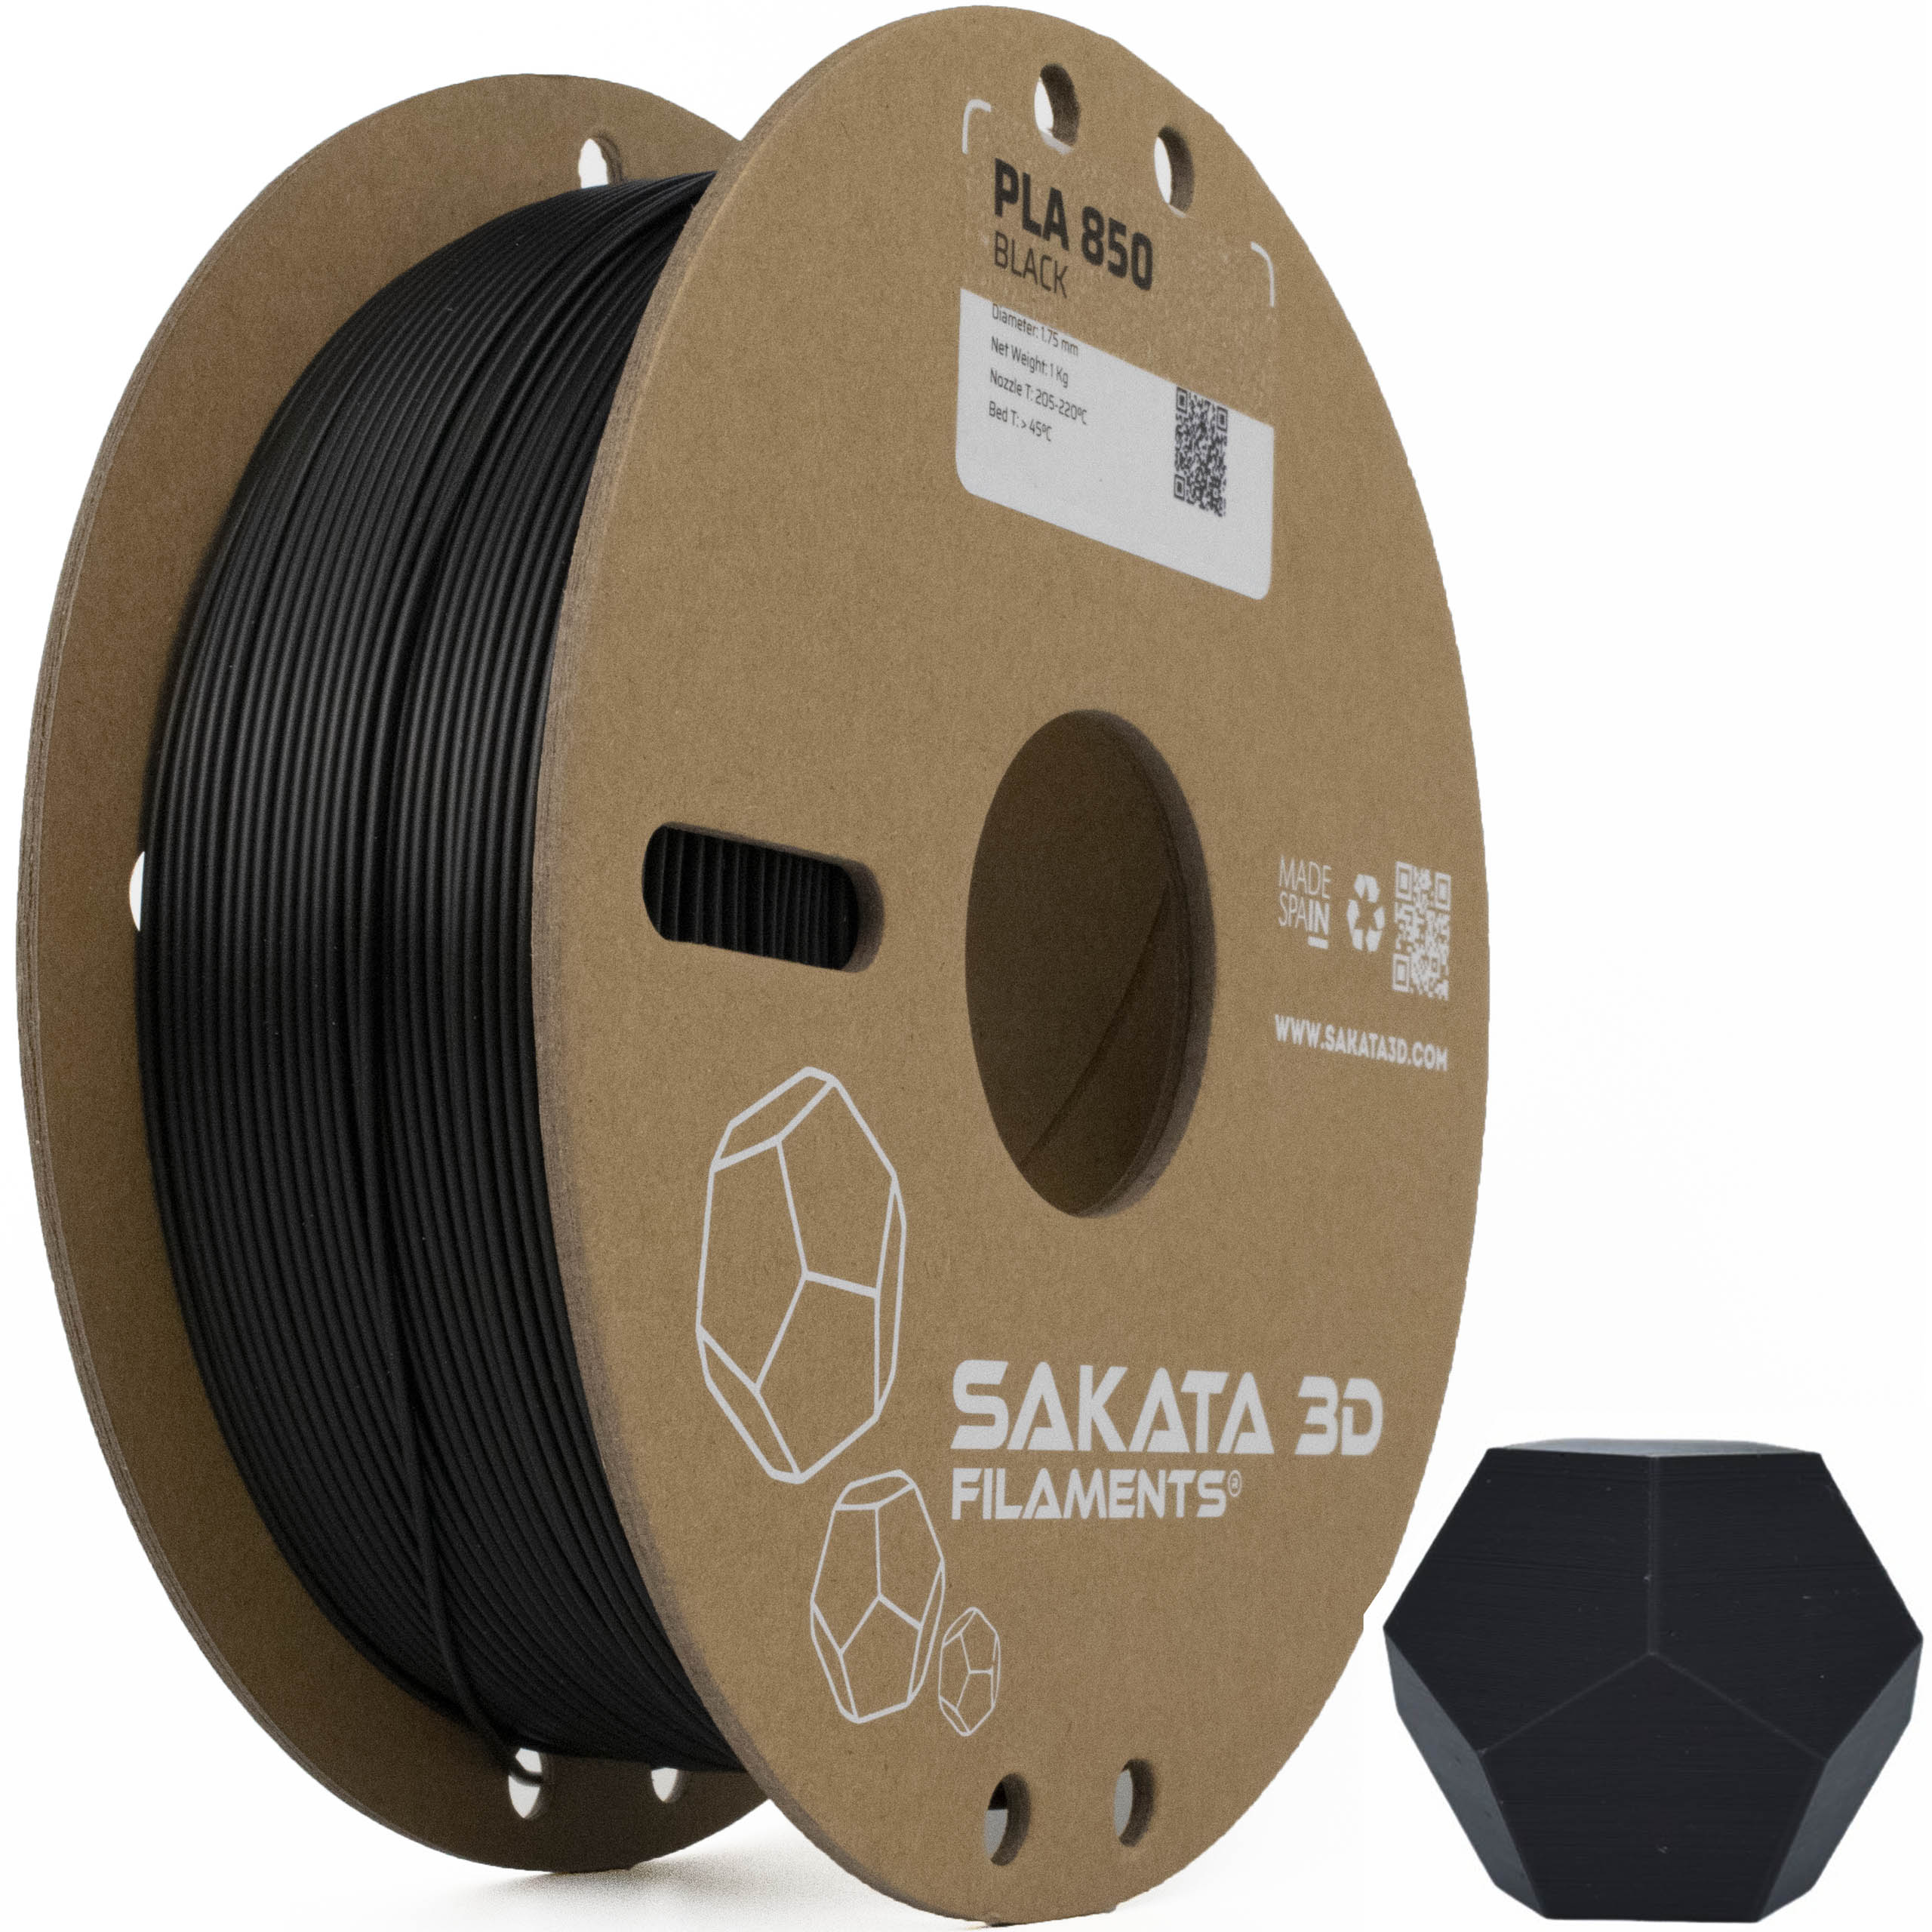 PLA 850
BLACK
Diameter: 1.75 mm
Net Weight: 1 Kg
Nozzle T: 205-220ºC
Bed T: > 45ºC
MADE
SPAIN
WWW.SAKATA3D.COM
SAKATA 3D
FILAMENTS®